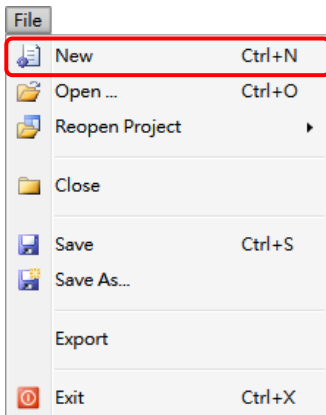 File
New Ctrl+N
Open ... Ctrl+O
Reopen Project
Close
Save Ctrl+S
Save As...
Export
Exit Ctrl+X